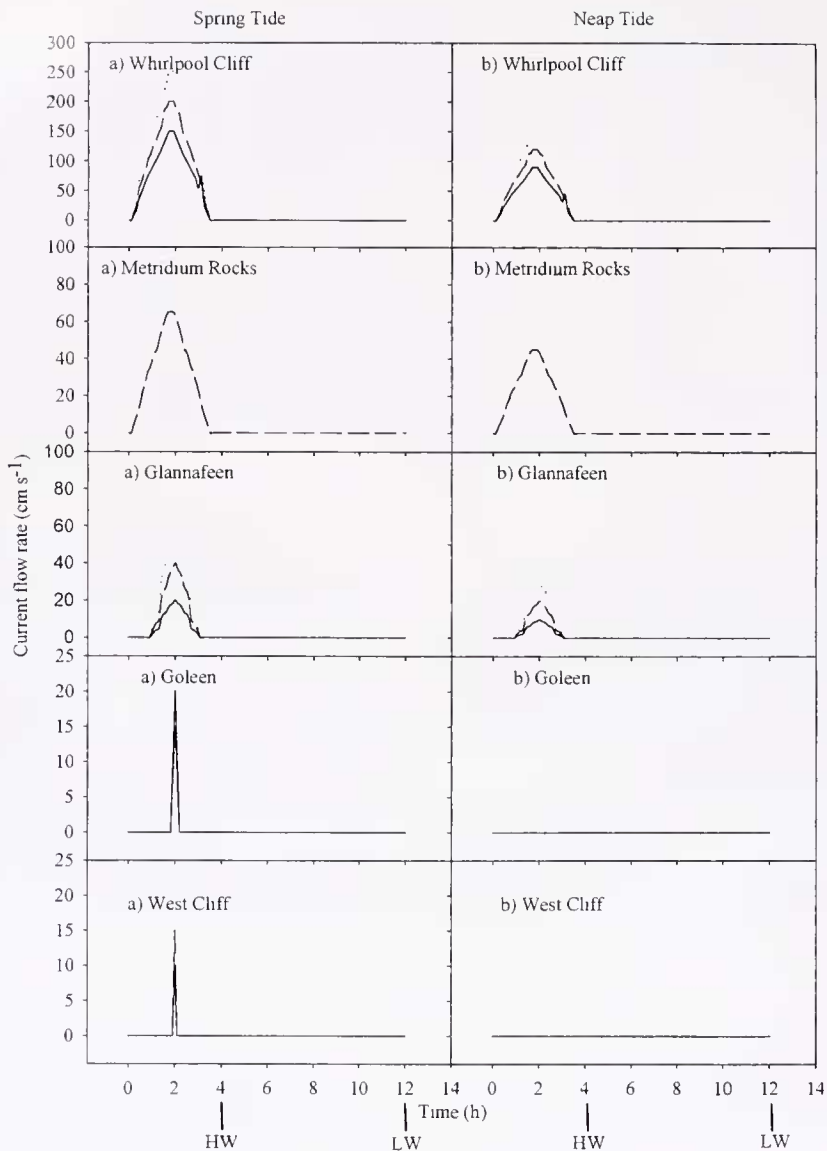 Spring Tide
Neap Tide
a) Whirlpool Cliff
b) Whirlpool Cliff
300
250
200
150
100
50
0
a) Metridium Rocks
b) Metridium Rocks
100
80
60
40
20
0
a) Glannafeen
b) Glannafeen
100
80
60
40
20
0
Current flow rate (cm s⁻¹)
a) Goleen
b) Goleen
25
20
15
10
5
0
a) West Cliff
b) West Cliff
25
20
15
10
5
0
0 2 4 6 8 10 12 14 0 2 4 6 8 10 12 14
Time (h)
HW LW HW LW